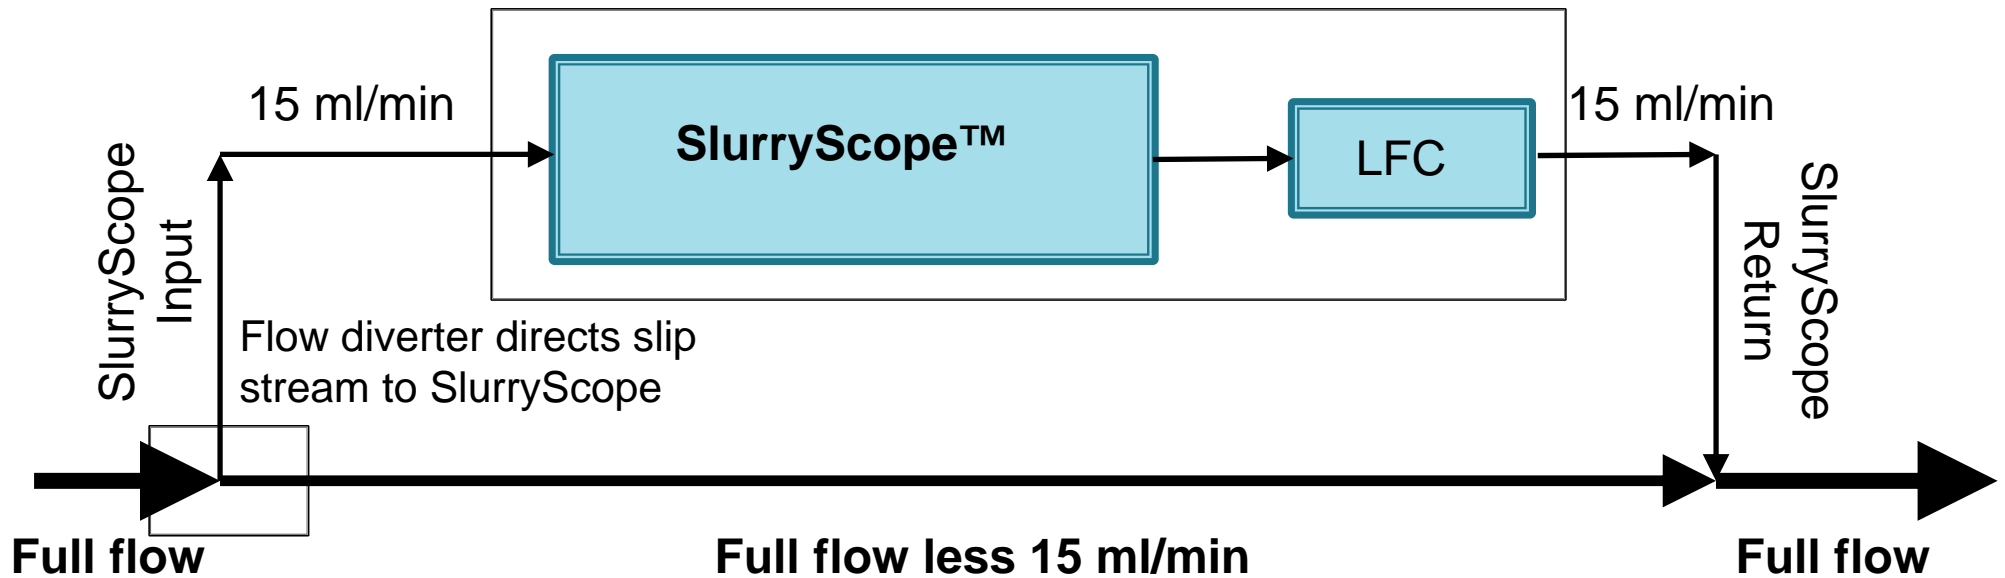 15 ml/min
SlurryScope™
LFC
15 ml/min
SlurryScope
Input
SlurryScope
Return
Flow diverter directs slip
stream to SlurryScope
Full flow
Full flow less 15 ml/min
Full flow